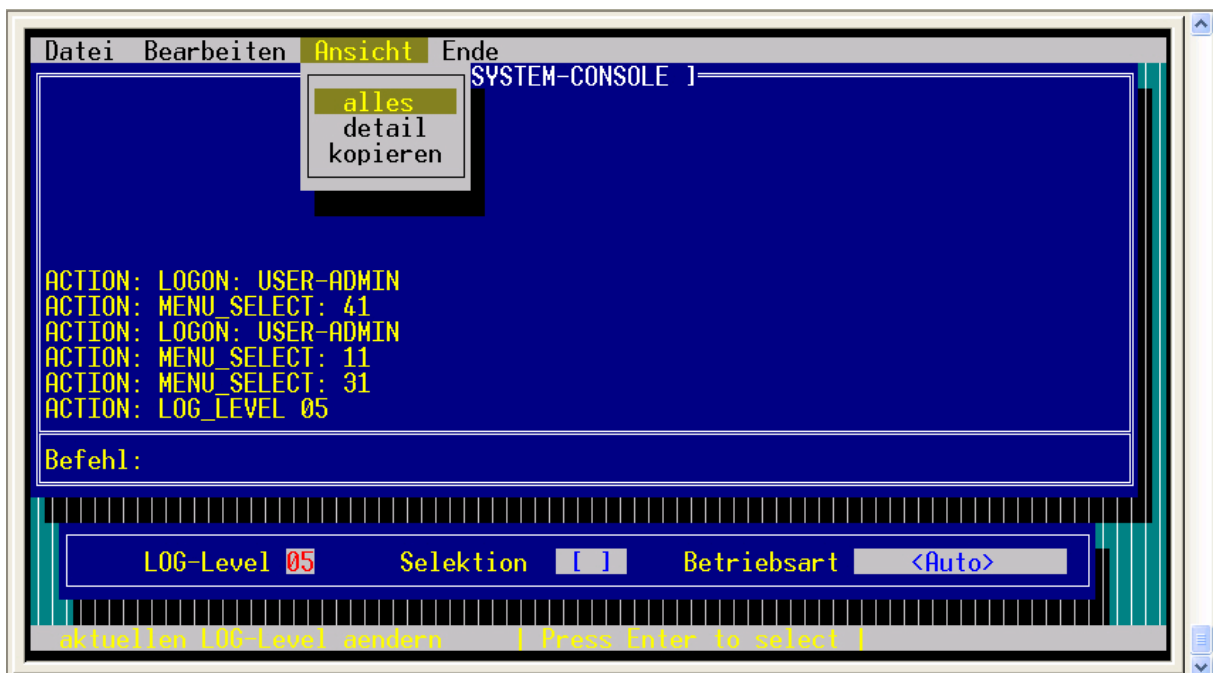 Datei Bearbeiten Ansicht Ende
SYSTEM-CONSOLE ]
alles
detail
kopieren
ACTION: LOGON: USER-ADMIN
ACTION: MENU_SELECT: 41
ACTION: LOGON: USER-ADMIN
ACTION: MENU_SELECT: 11
ACTION: MENU_SELECT: 31
ACTION: LOG_LEVEL 05
Befehl:
LOG-Level 05 Selektion [ ] Betriebsart <Auto>
aktuellen LOG-Level aendern | Press Enter to select |